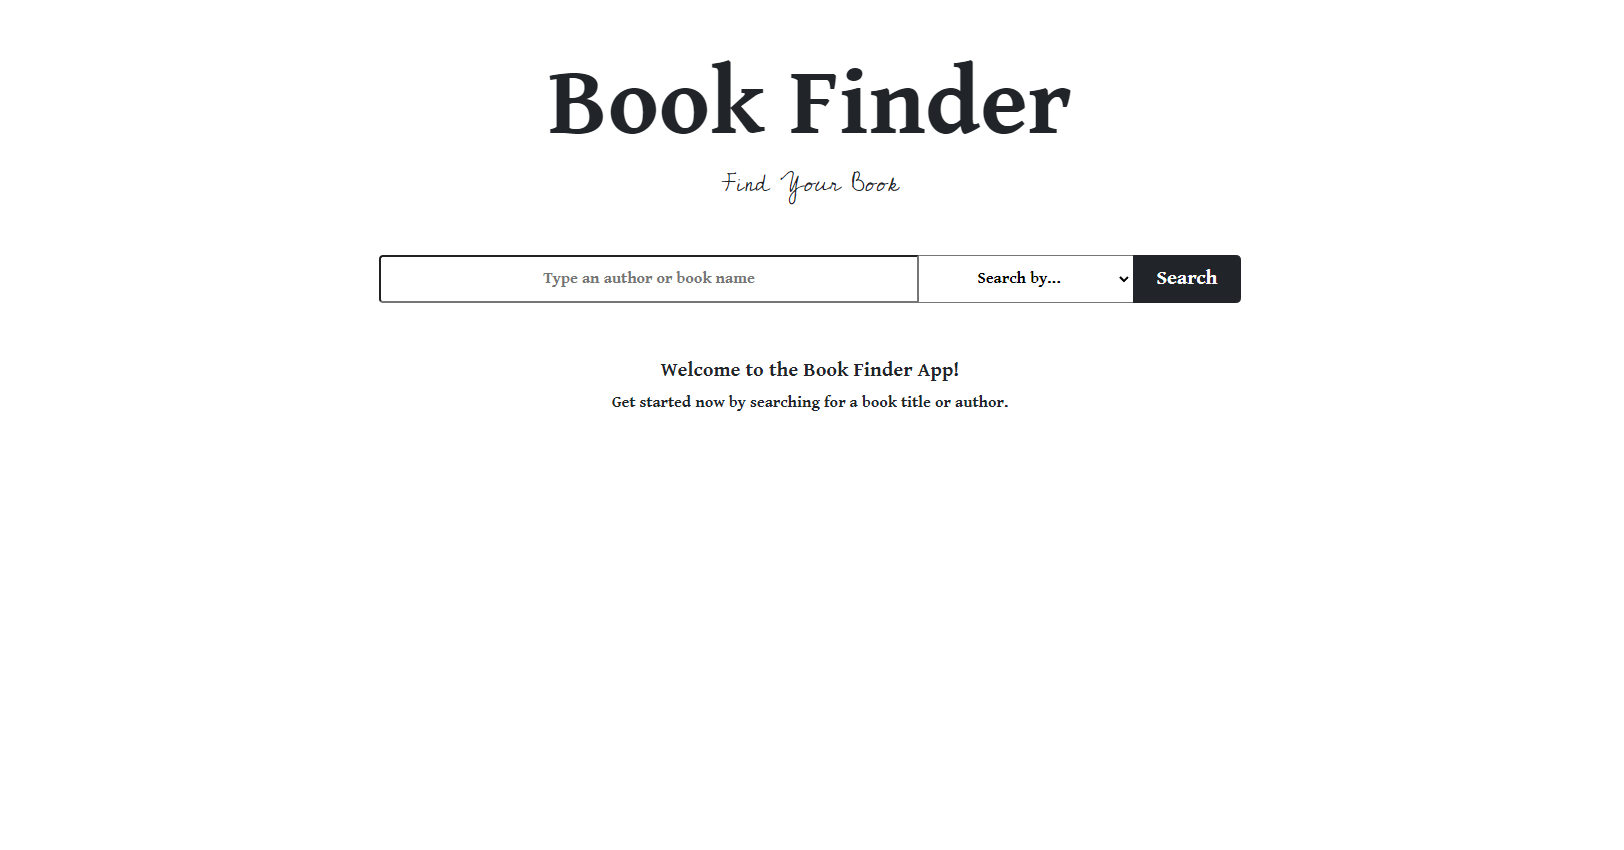 Book Finder
Find Your Book
Type an author or book name Search by... Search
Welcome to the Book Finder App!
Get started now by searching for a book title or author.